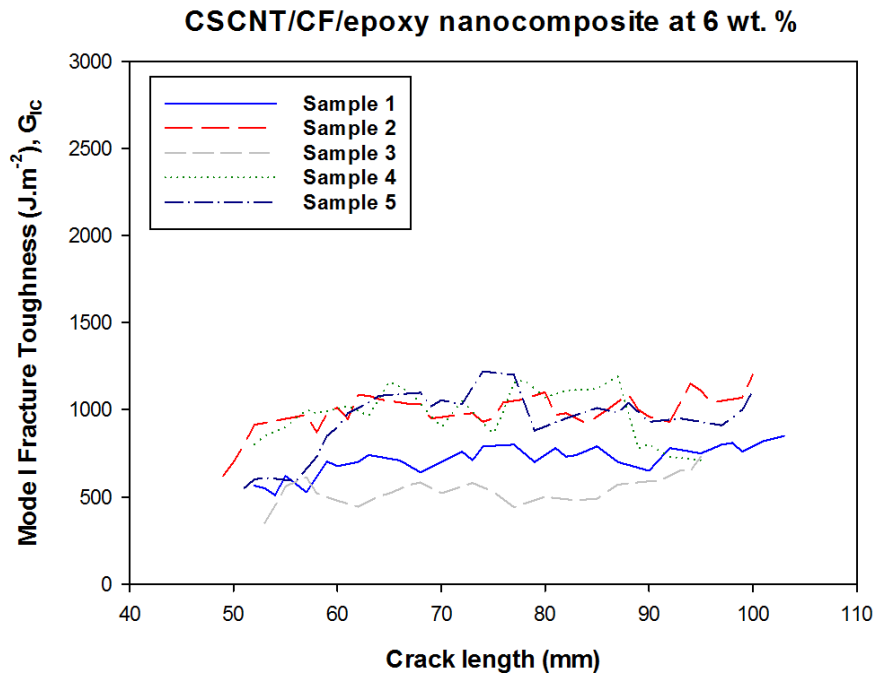 CSCNT/CF/epoxy nanocomposite at 6 wt. %
Mode I Fracture Toughness (J.m-2), GIC
3000
2500
2000
1500
1000
500
0
Sample 1
Sample 2
Sample 3
Sample 4
Sample 5
40 50 60 70 80 90 100 110
Crack length (mm)